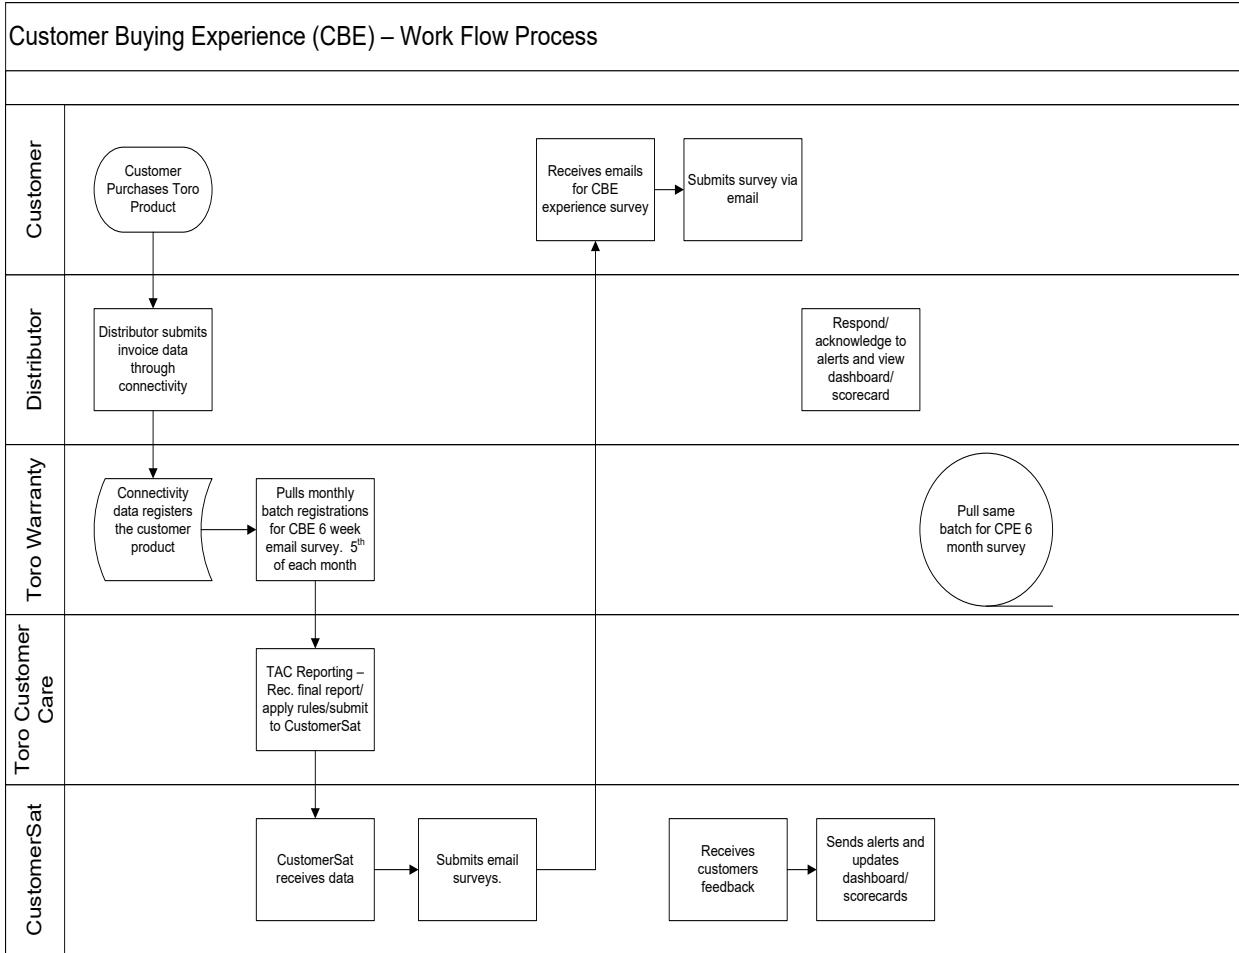 Customer Buying Experience (CBE) – Work Flow Process
Customer
Customer
Purchases Toro
Product
Receives emails
for CBE
experience survey
Submits survey via
email
Distributor
Distributor submits
invoice data
through
connectivity
Respond/
acknowledge to
alerts and view
dashboard/
scorecard
Toro Warranty
Connectivity
data registers
the customer
product
Pulls monthly
batch registrations
for CBE 6 week
email survey. 5th
of each month
Pull same
batch for CPE 6
month survey
Toro Customer
Care
TAC Reporting –
Rec. final report/
apply rules/submit
to CustomerSat
CustomerSat
CustomerSat
receives data
Submits email
surveys.
Receives
customers
feedback
Sends alerts and
updates
dashboard/
scorecards